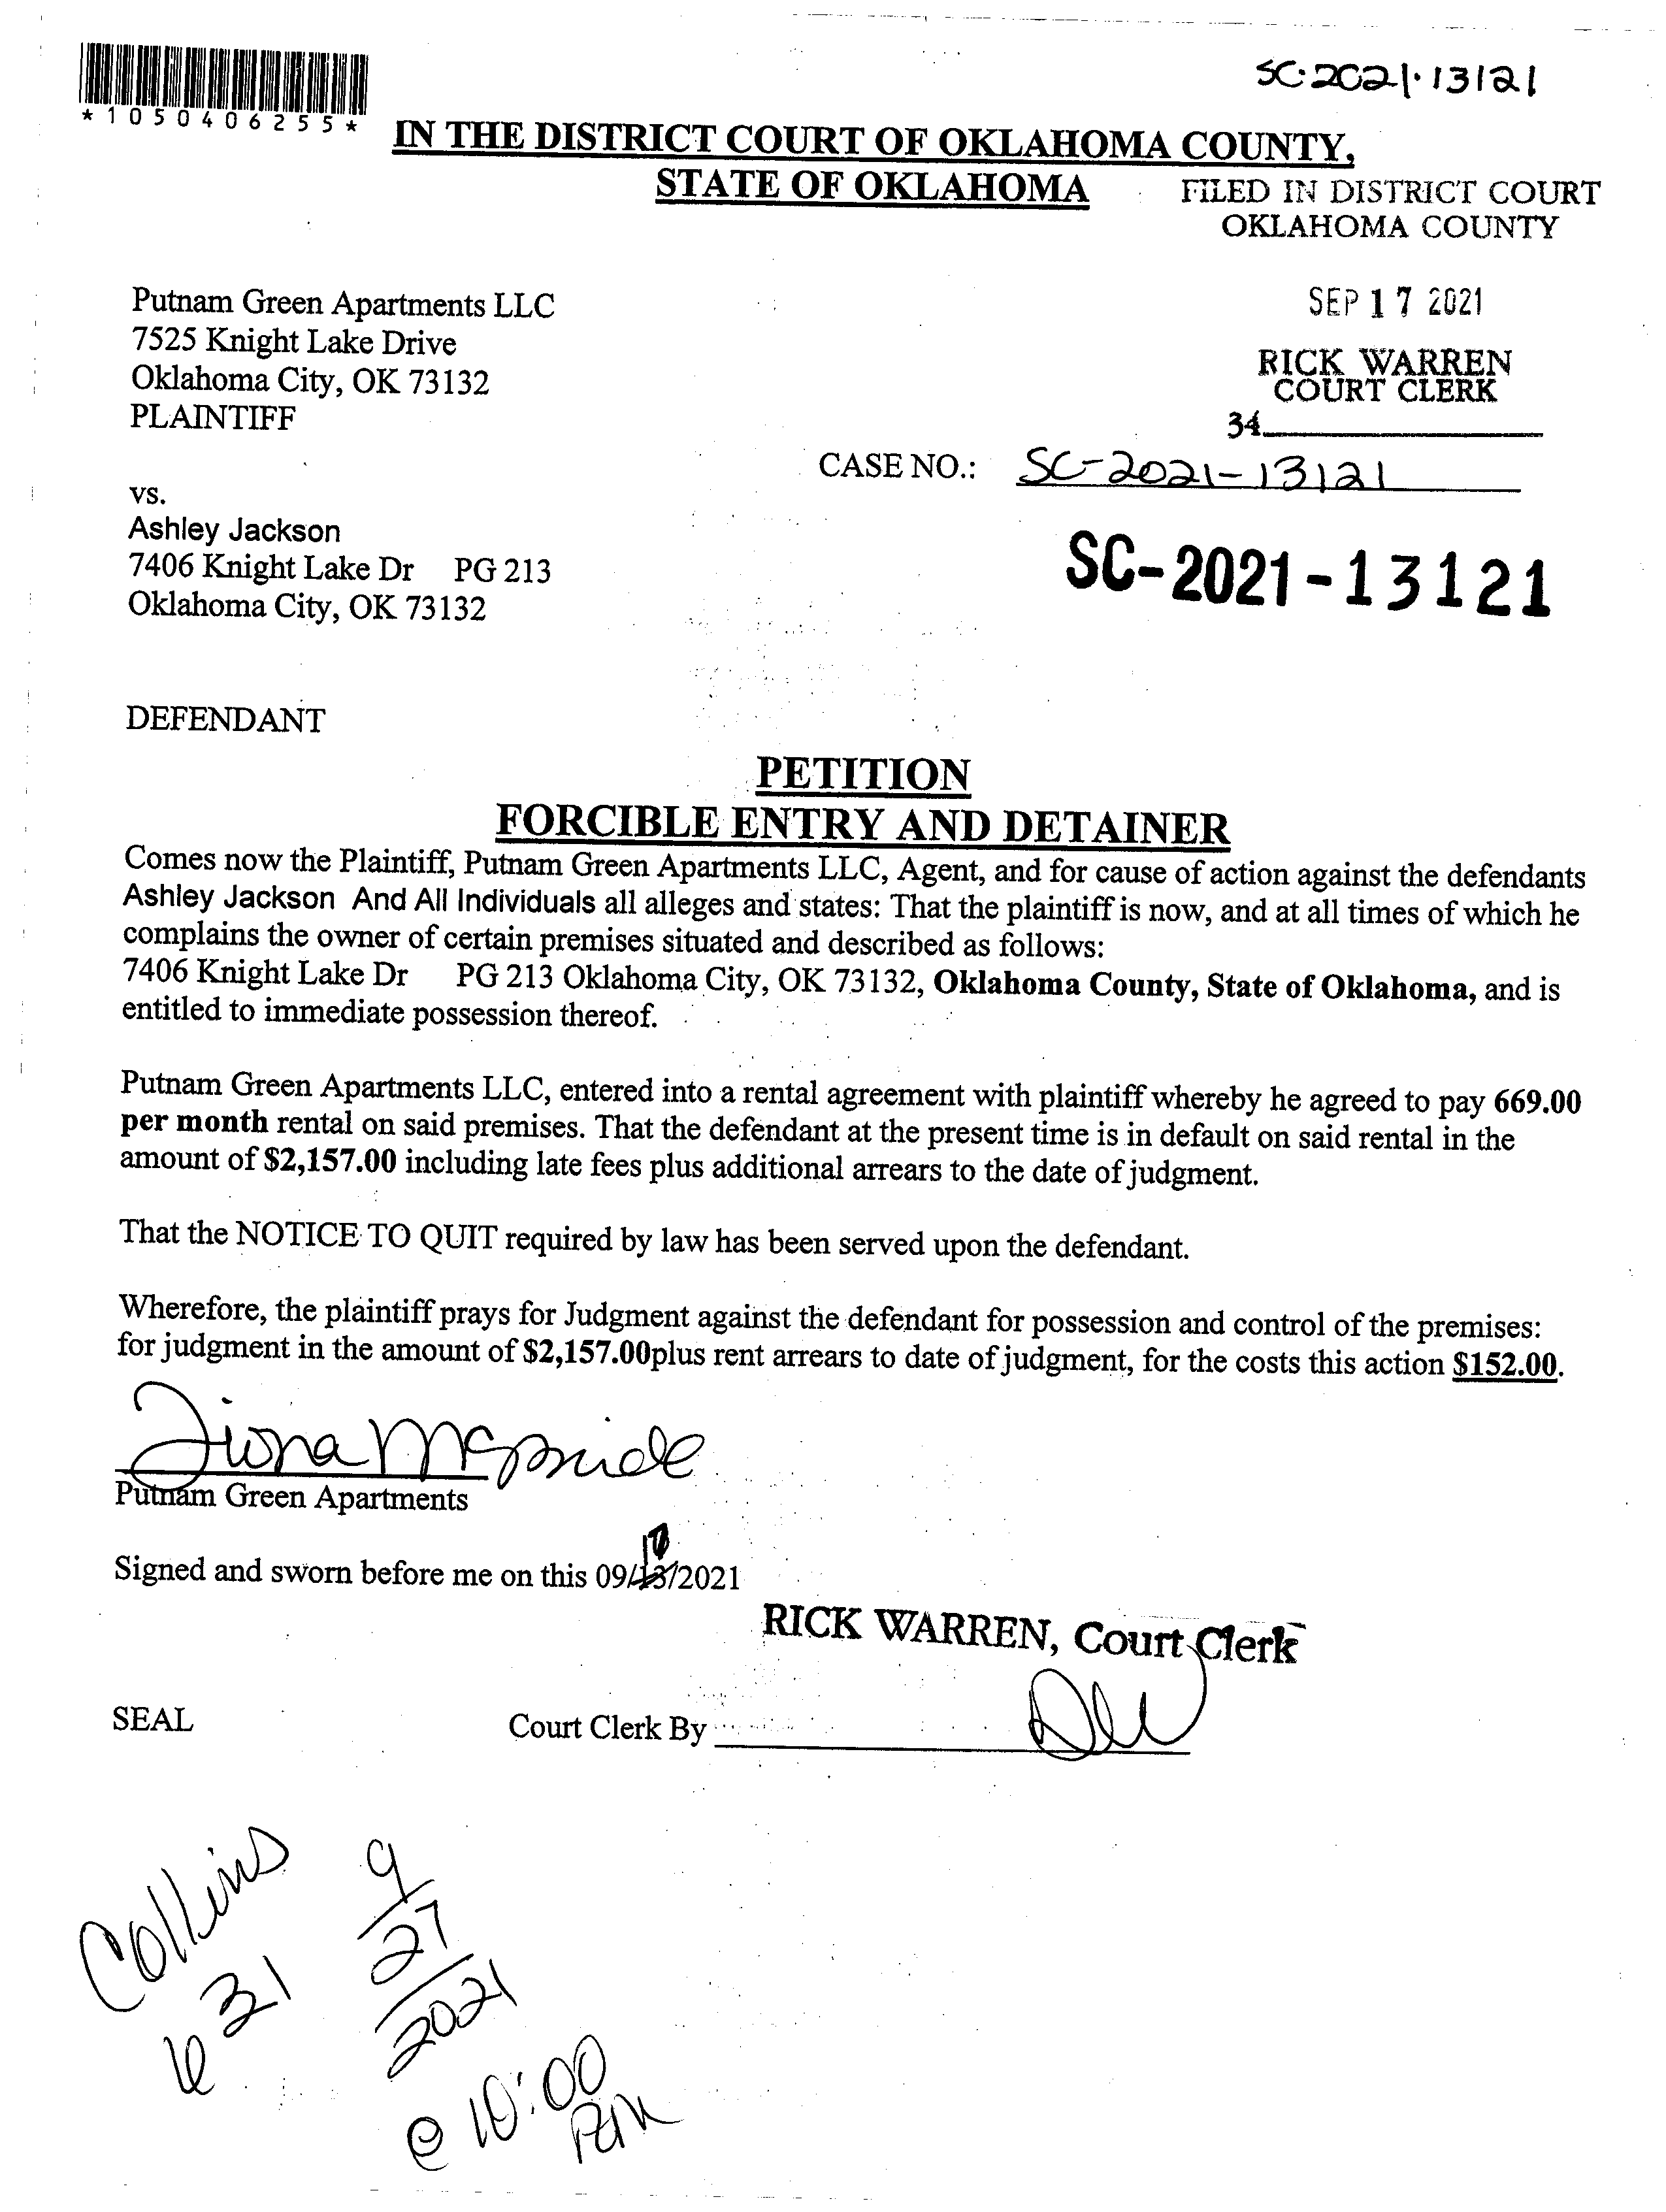 SC-2021-13121
*1050406255*
IN THE DISTRICT COURT OF OKLAHOMA COUNTY,
STATE OF OKLAHOMA
FILED IN DISTRICT COURT
OKLAHOMA COUNTY
SEP 17 2021
RICK WARREN
COURT CLERK
34
Putnam Green Apartments LLC
7525 Knight Lake Drive
Oklahoma City, OK 73132
PLAINTIFF
CASE NO.: SC-2021-13121
vs.
Ashley Jackson
7406 Knight Lake Dr PG 213
Oklahoma City, OK 73132
SC-2021-13121
DEFENDANT
PETITION
FORCIBLE ENTRY AND DETAINER
Comes now the Plaintiff, Putnam Green Apartments LLC, Agent, and for cause of action against the defendants
Ashley Jackson And All Individuals all alleges and states: That the plaintiff is now, and at all times of which he
complains the owner of certain premises situated and described as follows:
7406 Knight Lake Dr PG 213 Oklahoma City, OK 73132, Oklahoma County, State of Oklahoma, and is
entitled to immediate possession thereof.
Putnam Green Apartments LLC, entered into a rental agreement with plaintiff whereby he agreed to pay 669.00
per month rental on said premises. That the defendant at the present time is in default on said rental in the
amount of $2,157.00 including late fees plus additional arrears to the date of judgment.
That the NOTICE TO QUIT required by law has been served upon the defendant.
Wherefore, the plaintiff prays for Judgment against the defendant for possession and control of the premises:
for judgment in the amount of $2,157.00plus rent arrears to date of judgment, for the costs this action $152.00.
Fiona McBride
Putnam Green Apartments
Signed and sworn before me on this 09/13/2021
RICK WARREN, Court Clerk
SEAL
Court Clerk By
Collins
631
9/27/2021
@ 10:00